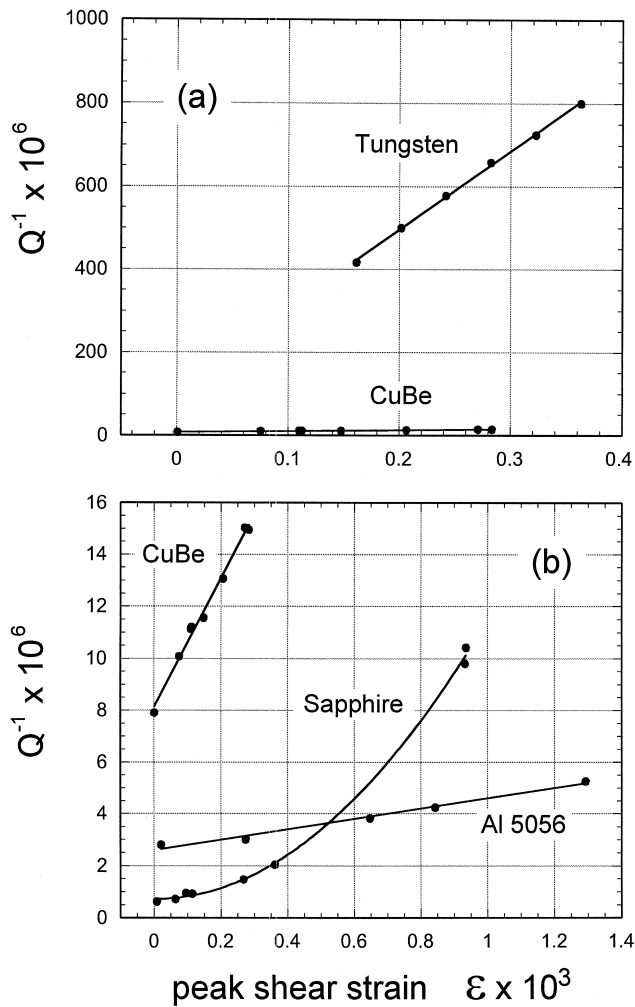 1000
800
600
400
200
0
(a)
Tungsten
CuBe
Q⁻¹ x 10⁶
0 0.1 0.2 0.3 0.4
16
14
12
10
8
6
4
2
0
CuBe
(b)
Sapphire
Al 5056
Q⁻¹ x 10⁶
0 0.2 0.4 0.6 0.8 1 1.2 1.4
peak shear strain ε x 10³